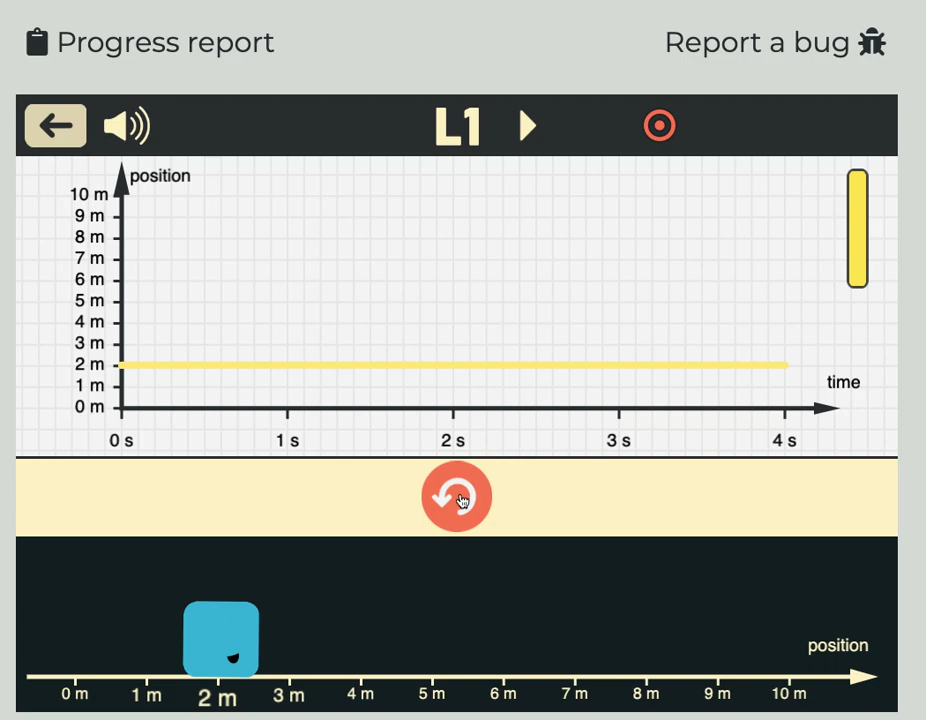 Progress report
Report a bug
L1
position
10 m
9 m
8 m
7 m
6 m
5 m
4 m
3 m
2 m
1 m
0 m
time
0 s 1 s 2 s 3 s 4 s
position
0 m 1 m 2 m 3 m 4 m 5 m 6 m 7 m 8 m 9 m 10 m